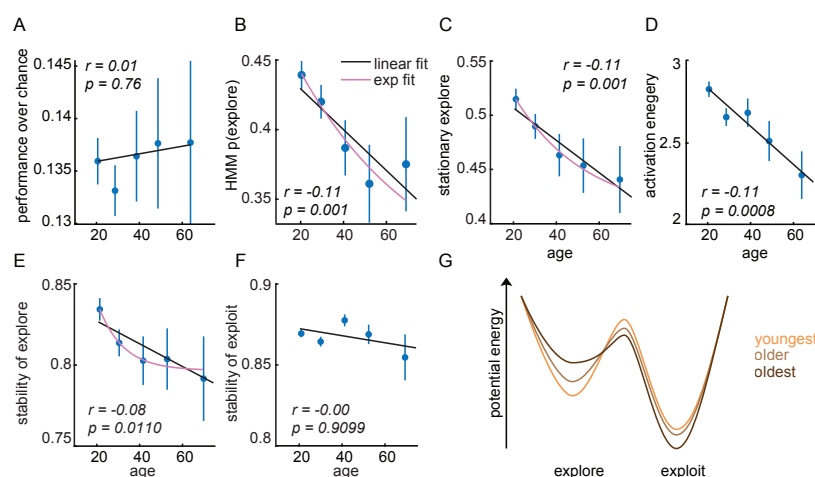 A
performance over chance
0.145
0.14
0.135
0.13
r = 0.01
p = 0.76
20 40 60
B
HMM p(explore)
0.45
0.4
0.35
linear fit
exp fit
r = -0.11
p = 0.001
20 40 60
C
stationary explore
0.55
0.5
0.45
0.4
r = -0.11
p = 0.001
20 40 60
age
D
activation enegery
3
2.5
2
r = -0.11
p = 0.0008
20 40 60
age
E
stability of explore
0.85
0.8
0.75
r = -0.08
p = 0.0110
20 40 60
age
F
stability of exploit
0.9
0.85
0.8
r = -0.00
p = 0.9099
20 40 60
age
G
potential energy
youngest
older
oldest
explore exploit